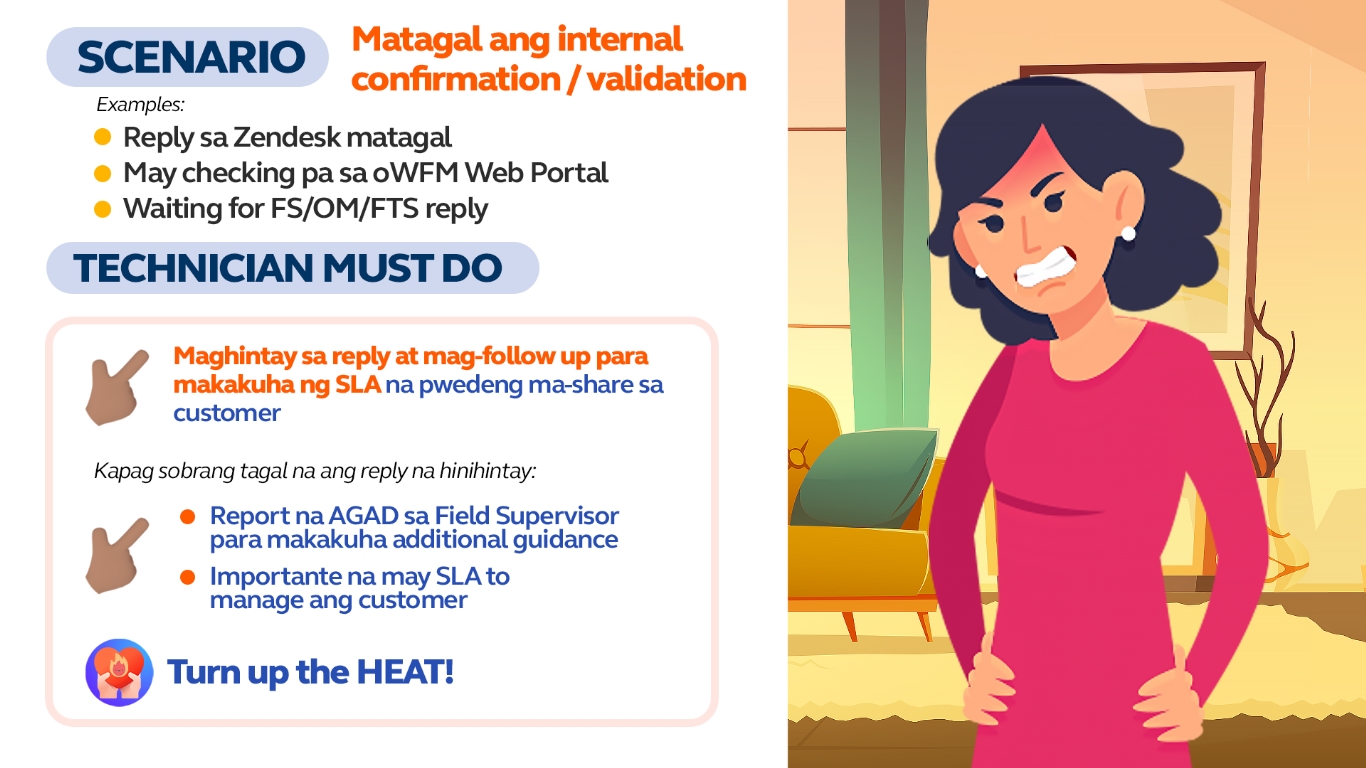 SCENARIO
Matagal ang internal
confirmation / validation
Examples:
Reply sa Zendesk matagal
May checking pa sa oWFM Web Portal
Waiting for FS/OM/FTS reply
TECHNICIAN MUST DO
Maghintay sa reply at mag-follow up para
makakuha ng SLA na pwedeng ma-share sa
customer
Kapag sobrang tagal na ang reply na hinihintay:
Report na AGAD sa Field Supervisor
para makakuha additional guidance
Importante na may SLA to
manage ang customer
Turn up the HEAT!